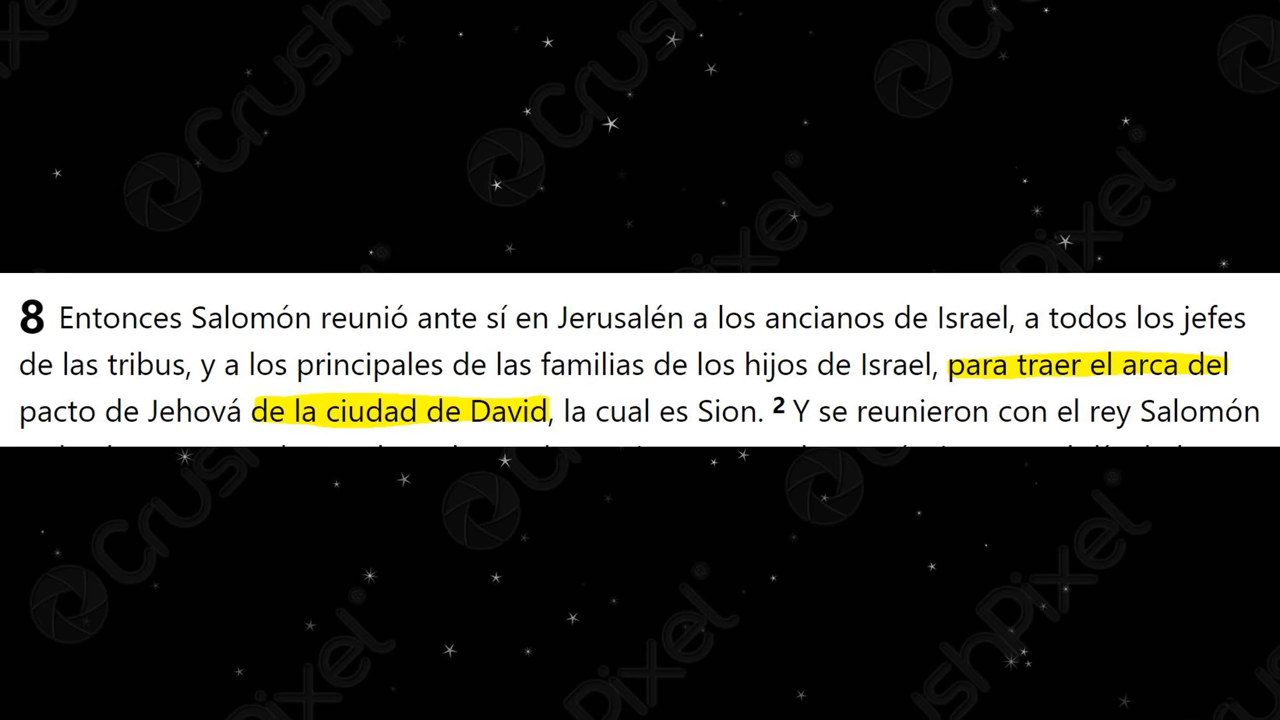 8 Entonces Salomón reunió ante sí en Jerusalén a los ancianos de Israel, a todos los jefes
de las tribus, y a los principales de las familias de los hijos de Israel, para traer el arca del
pacto de Jehová de la ciudad de David, la cual es Sion. 2 Y se reunieron con el rey Salomón